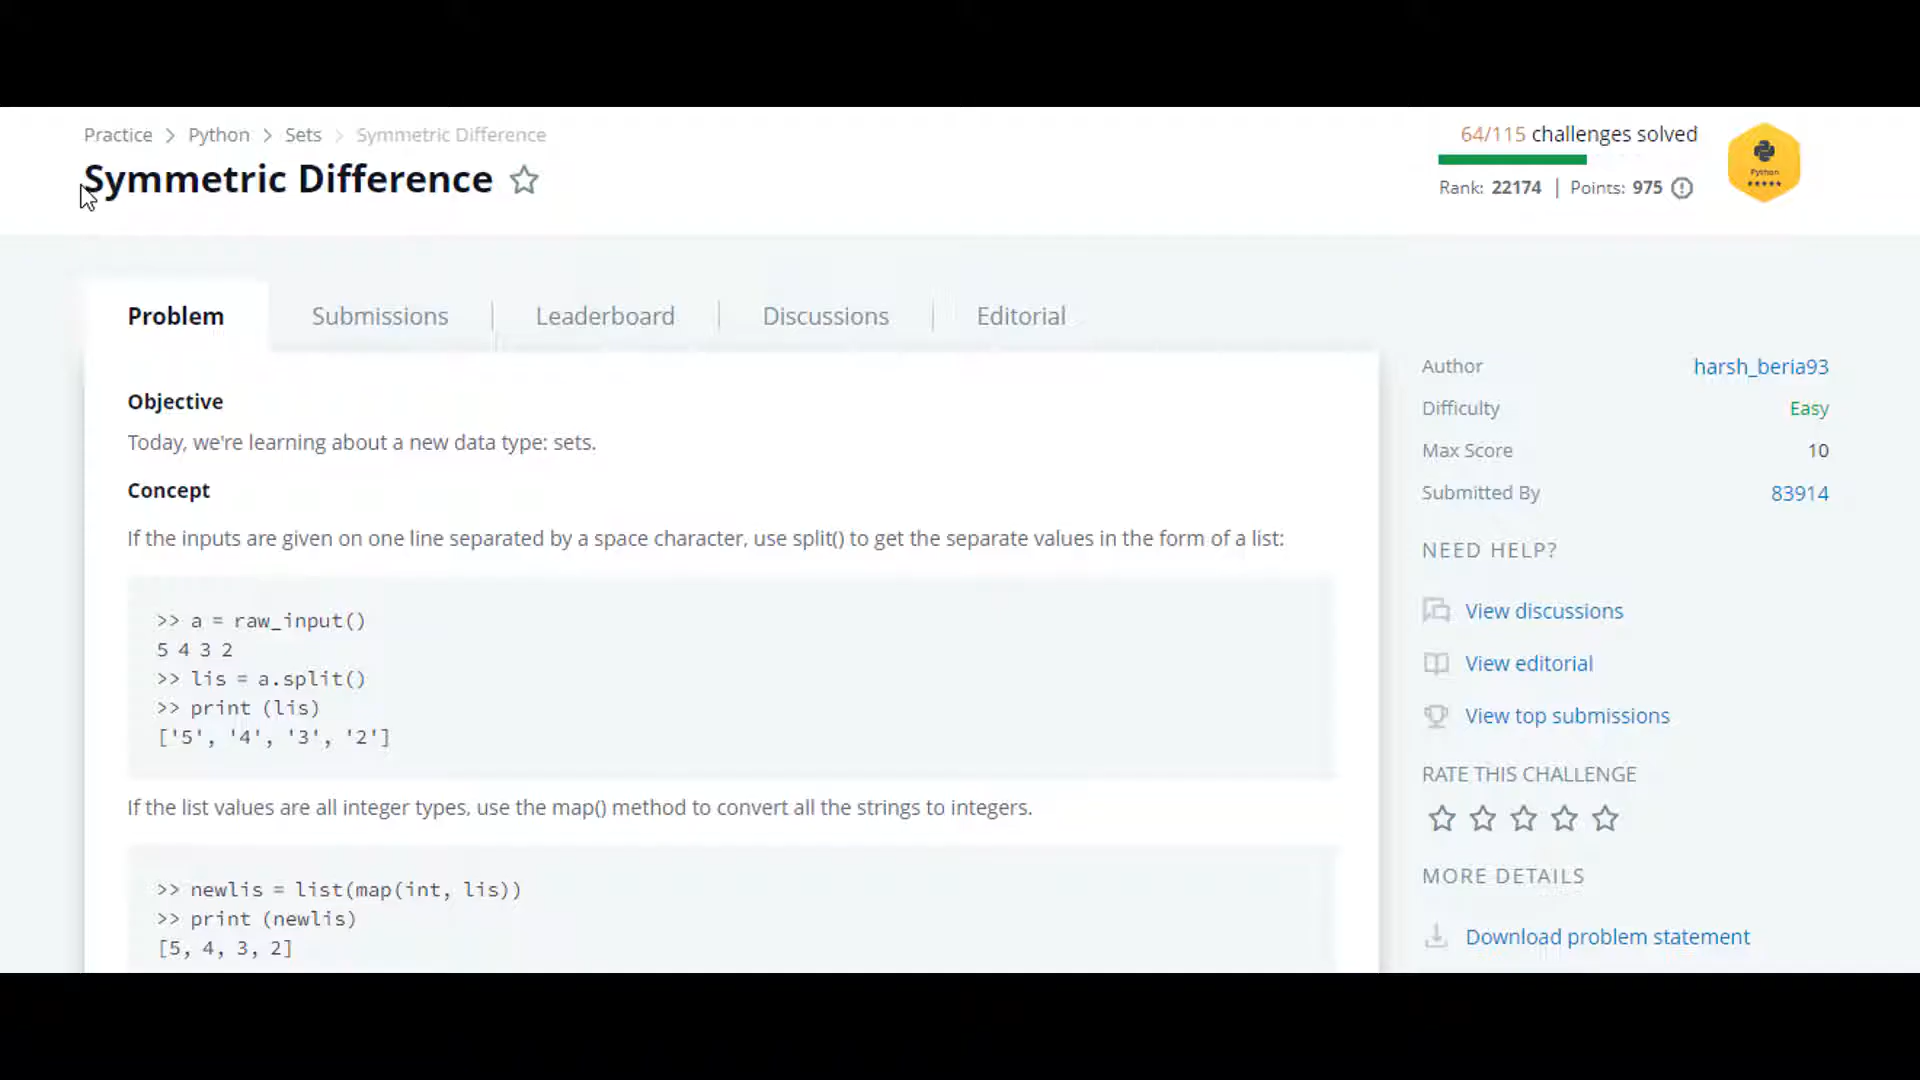 Practice > Python > Sets > Symmetric Difference
Symmetric Difference
64/115 challenges solved
Rank: 22174 | Points: 975
Python
Problem
Submissions
Leaderboard
Discussions
Editorial
Objective
Today, we're learning about a new data type: sets.
Concept
If the inputs are given on one line separated by a space character, use split() to get the separate values in the form of a list:
>> a = raw_input()
5 4 3 2
>> lis = a.split()
>> print (lis)
['5', '4', '3', '2']
If the list values are all integer types, use the map() method to convert all the strings to integers.
>> newlis = list(map(int, lis))
>> print (newlis)
[5, 4, 3, 2]
Author harsh_beria93
Difficulty Easy
Max Score 10
Submitted By 83914
NEED HELP?
View discussions
View editorial
View top submissions
RATE THIS CHALLENGE
MORE DETAILS
Download problem statement